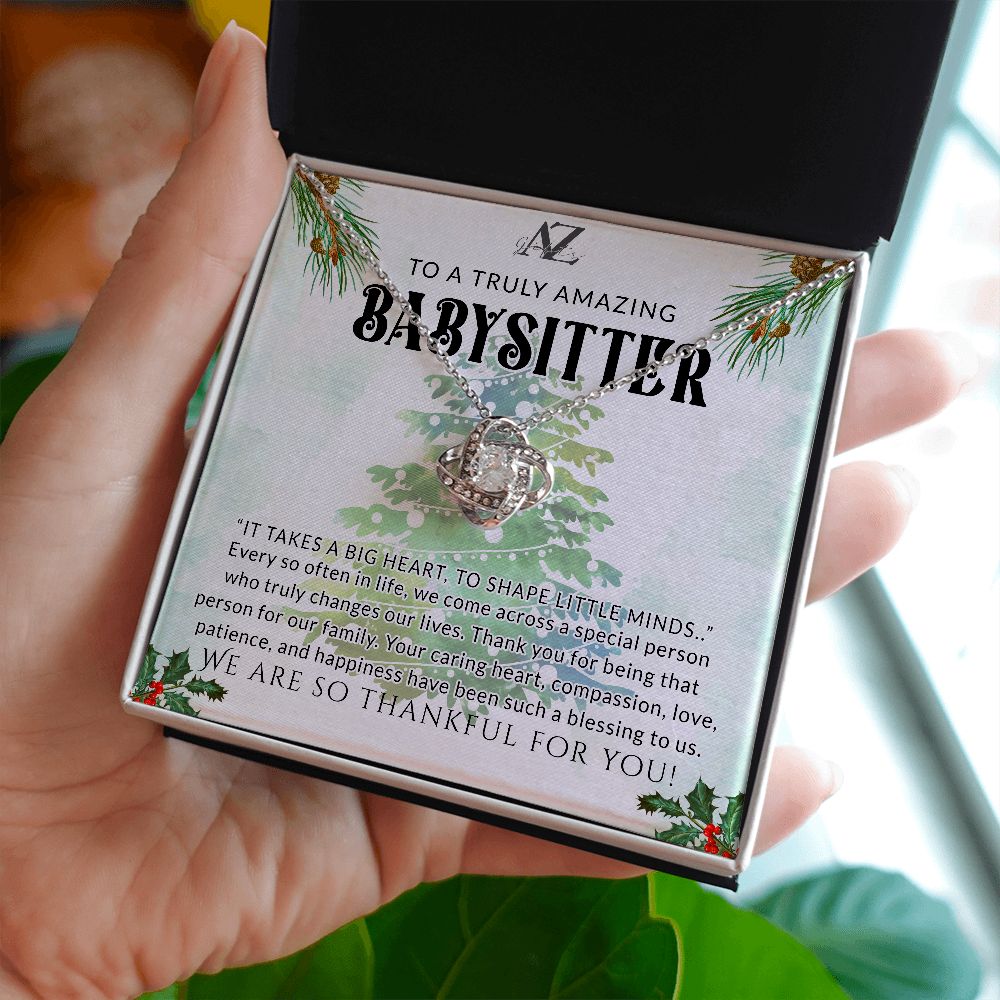 NZ
TO A TRULY AMAZING
BABYSITTER
“IT TAKES A BIG HEART, TO SHAPE LITTLE MINDS..”
Every so often in life, we come across a special person
who truly changes our lives. Thank you for being that
person for our family. Your caring heart, compassion, love,
patience, and happiness have been such a blessing to us.
WE ARE SO THANKFUL FOR YOU!